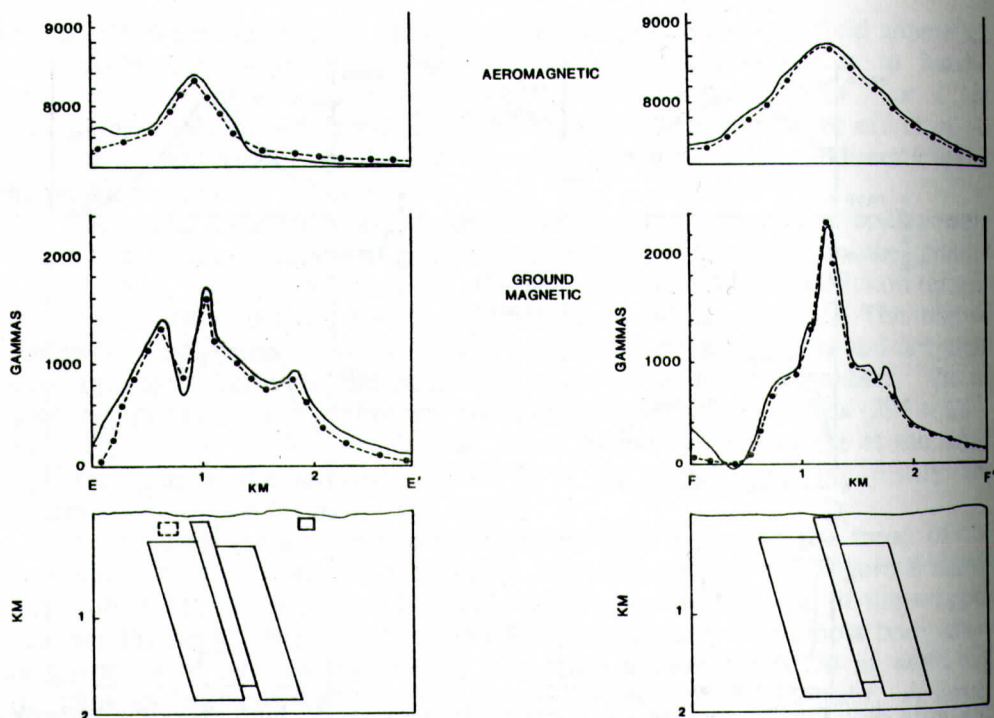 9000
8000
AEROMAGNETIC
9000
8000
2000
1000
0
GAMMAS
E
1
KM
2
E'
GROUND
MAGNETIC
2000
1000
0
GAMMAS
F
1
KM
2
F'
KM
1
2
KM
1
2